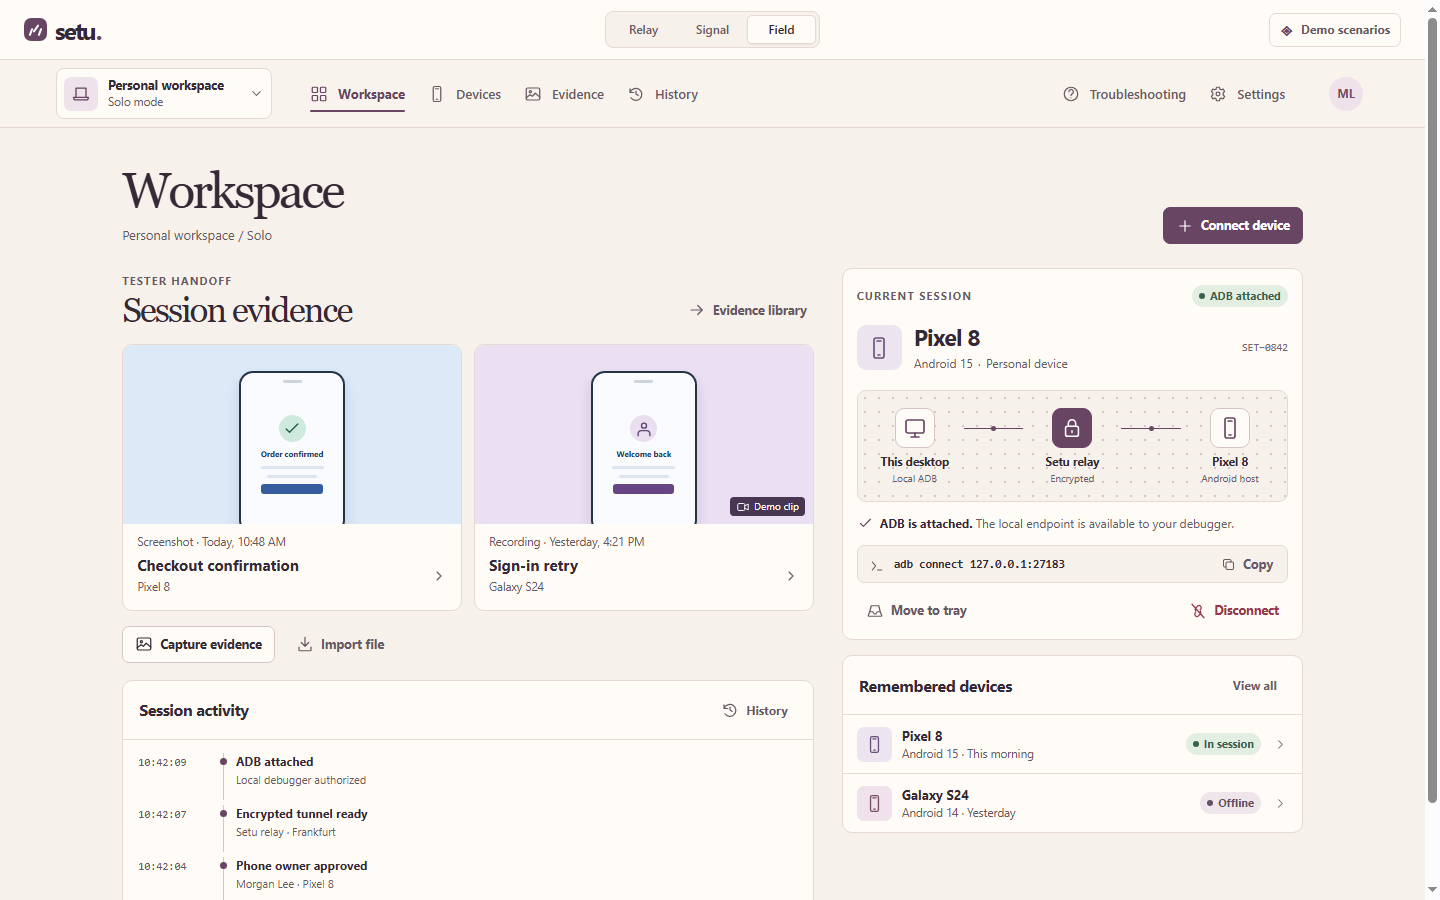 setu.
Relay
Signal
Field
Demo scenarios
Personal workspace
Solo mode
Workspace
Devices
Evidence
History
Troubleshooting
Settings
ML
Workspace
Personal workspace / Solo
Connect device
TESTER HANDOFF
Session evidence
Evidence library
Order confirmed
Welcome back
Demo clip
Screenshot · Today, 10:48 AM
Checkout confirmation
Pixel 8
Recording · Yesterday, 4:21 PM
Sign-in retry
Galaxy S24
Capture evidence
Import file
Session activity
History
10:42:09
ADB attached
Local debugger authorized
10:42:07
Encrypted tunnel ready
Setu relay · Frankfurt
10:42:04
Phone owner approved
Morgan Lee · Pixel 8
CURRENT SESSION
ADB attached
Pixel 8
Android 15 · Personal device
SET-0842
This desktop
Local ADB
Setu relay
Encrypted
Pixel 8
Android host
ADB is attached. The local endpoint is available to your debugger.
adb connect 127.0.0.1:27183
Copy
Move to tray
Disconnect
Remembered devices
View all
Pixel 8
Android 15 · This morning
In session
Galaxy S24
Android 14 · Yesterday
Offline